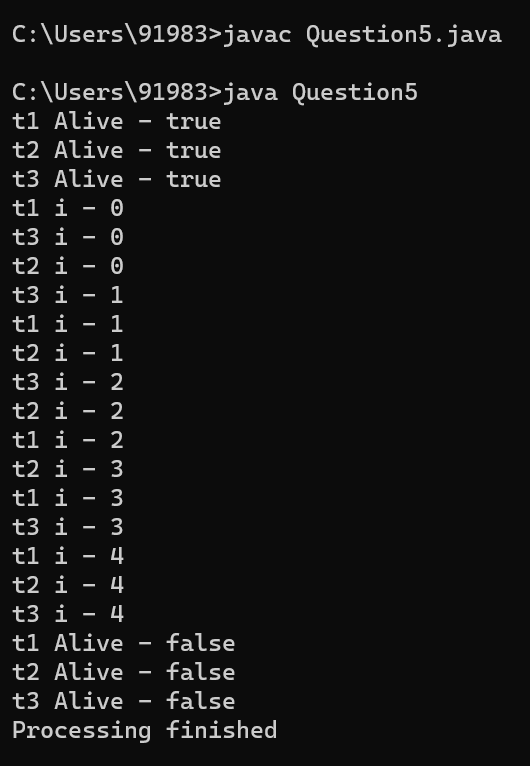 C:\Users\91983>javac Question5.java
C:\Users\91983>java Question5
t1 Alive - true
t2 Alive - true
t3 Alive - true
t1 i - 0
t3 i - 0
t2 i - 0
t3 i - 1
t1 i - 1
t2 i - 1
t3 i - 2
t2 i - 2
t1 i - 2
t2 i - 3
t1 i - 3
t3 i - 3
t1 i - 4
t2 i - 4
t3 i - 4
t1 Alive - false
t2 Alive - false
t3 Alive - false
Processing finished